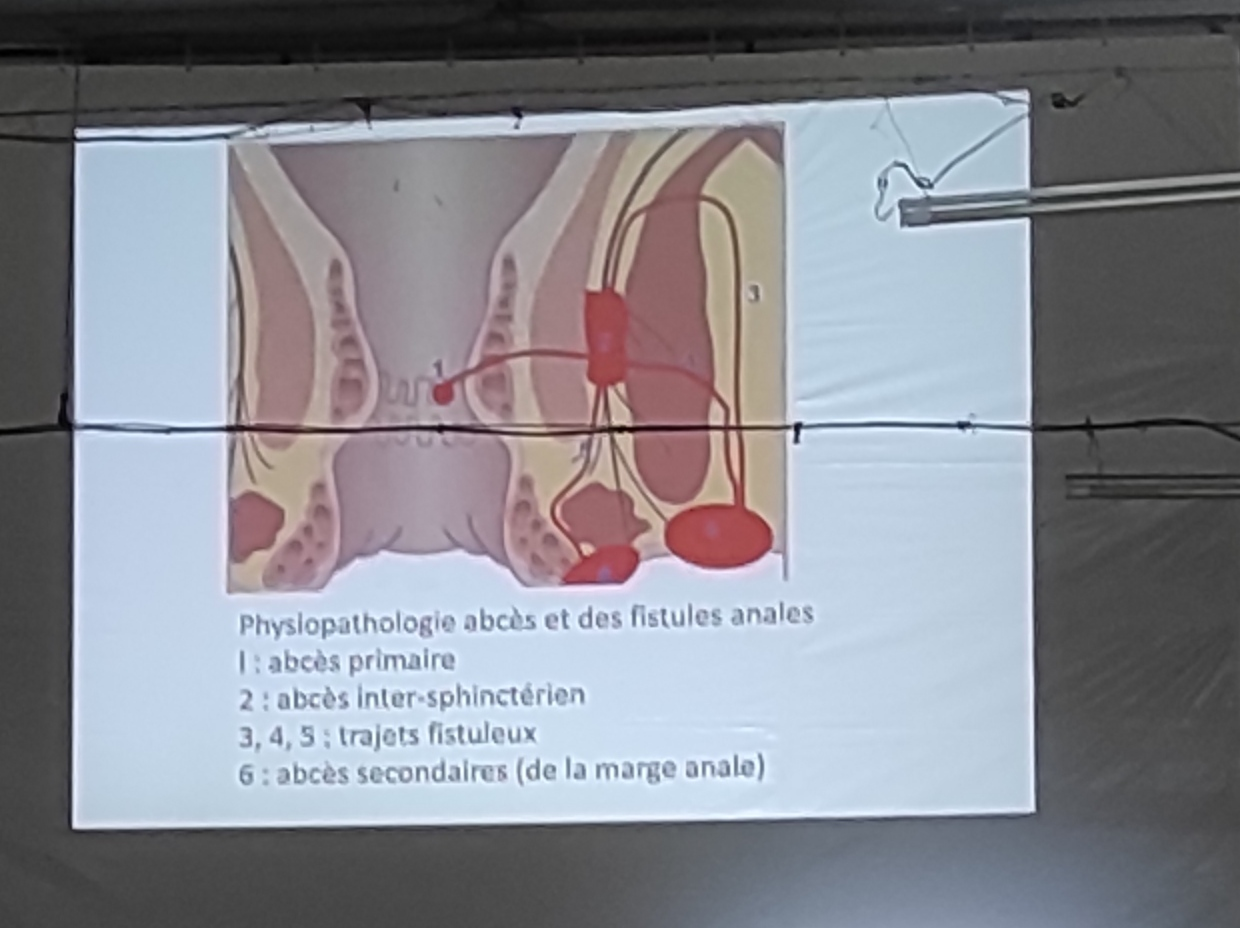 1
3
Physiopathologie abcès et des fistules anales
I : abcès primaire
2 : abcès inter-sphinctérien
3, 4, 5 : trajets fistuleux
6 : abcès secondaires (de la marge anale)